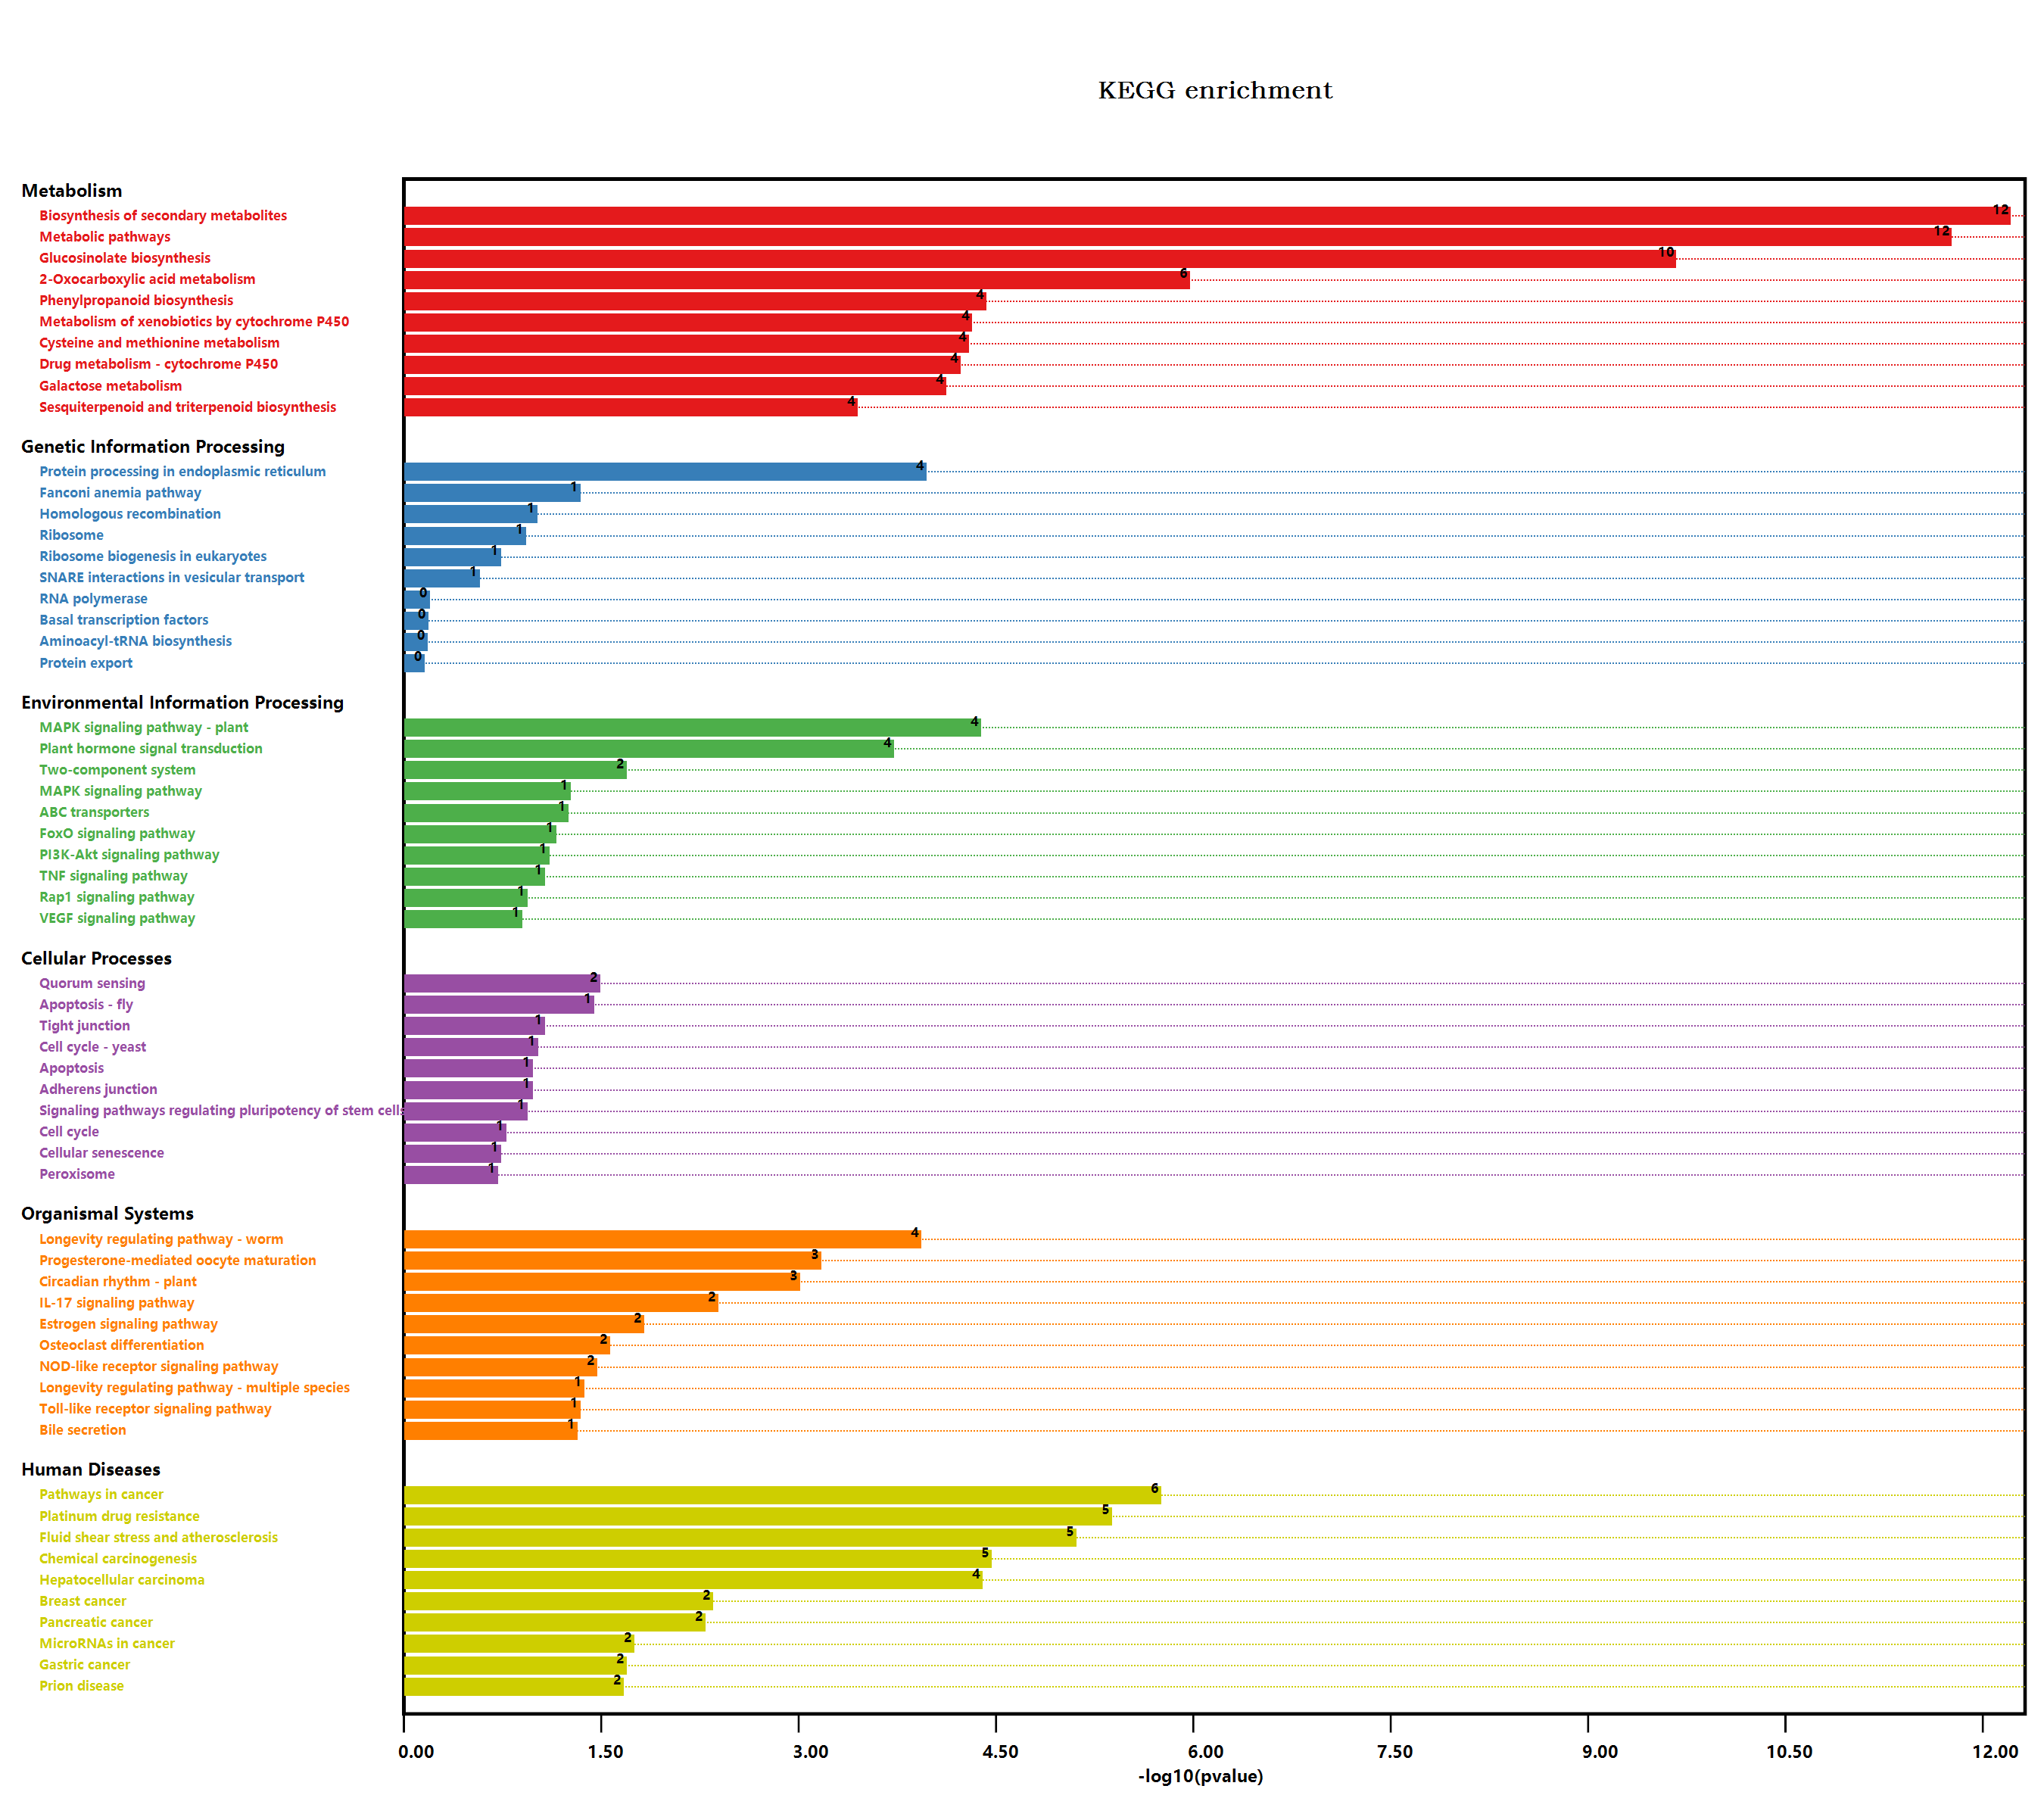 KEGG enrichment
Metabolism
Biosynthesis of secondary metabolites 12
Metabolic pathways 12
Glucosinolate biosynthesis 10
2-Oxocarboxylic acid metabolism 6
Phenylpropanoid biosynthesis 4
Metabolism of xenobiotics by cytochrome P450 4
Cysteine and methionine metabolism 4
Drug metabolism - cytochrome P450 4
Galactose metabolism 4
Sesquiterpenoid and triterpenoid biosynthesis 4
Genetic Information Processing
Protein processing in endoplasmic reticulum 4
Fanconi anemia pathway 1
Homologous recombination 1
Ribosome 1
Ribosome biogenesis in eukaryotes 1
SNARE interactions in vesicular transport 1
RNA polymerase 0
Basal transcription factors 0
Aminoacyl-tRNA biosynthesis 0
Protein export 0
Environmental Information Processing
MAPK signaling pathway - plant 4
Plant hormone signal transduction 4
Two-component system 2
MAPK signaling pathway 1
ABC transporters 1
FoxO signaling pathway 1
PI3K-Akt signaling pathway 1
TNF signaling pathway 1
Rap1 signaling pathway 1
VEGF signaling pathway 1
Cellular Processes
Quorum sensing 2
Apoptosis - fly 1
Tight junction 1
Cell cycle - yeast 1
Apoptosis 1
Adherens junction 1
Signaling pathways regulating pluripotency of stem cells 1
Cell cycle 1
Cellular senescence 1
Peroxisome 1
Organismal Systems
Longevity regulating pathway - worm 4
Progesterone-mediated oocyte maturation 3
Circadian rhythm - plant 3
IL-17 signaling pathway 2
Estrogen signaling pathway 2
Osteoclast differentiation 2
NOD-like receptor signaling pathway 2
Longevity regulating pathway - multiple species 1
Toll-like receptor signaling pathway 1
Bile secretion 1
Human Diseases
Pathways in cancer 6
Platinum drug resistance 5
Fluid shear stress and atherosclerosis 5
Chemical carcinogenesis 5
Hepatocellular carcinoma 4
Breast cancer 2
Pancreatic cancer 2
MicroRNAs in cancer 2
Gastric cancer 2
Prion disease 2
0.00 1.50 3.00 4.50 6.00 7.50 9.00 10.50 12.00
-log10(pvalue)